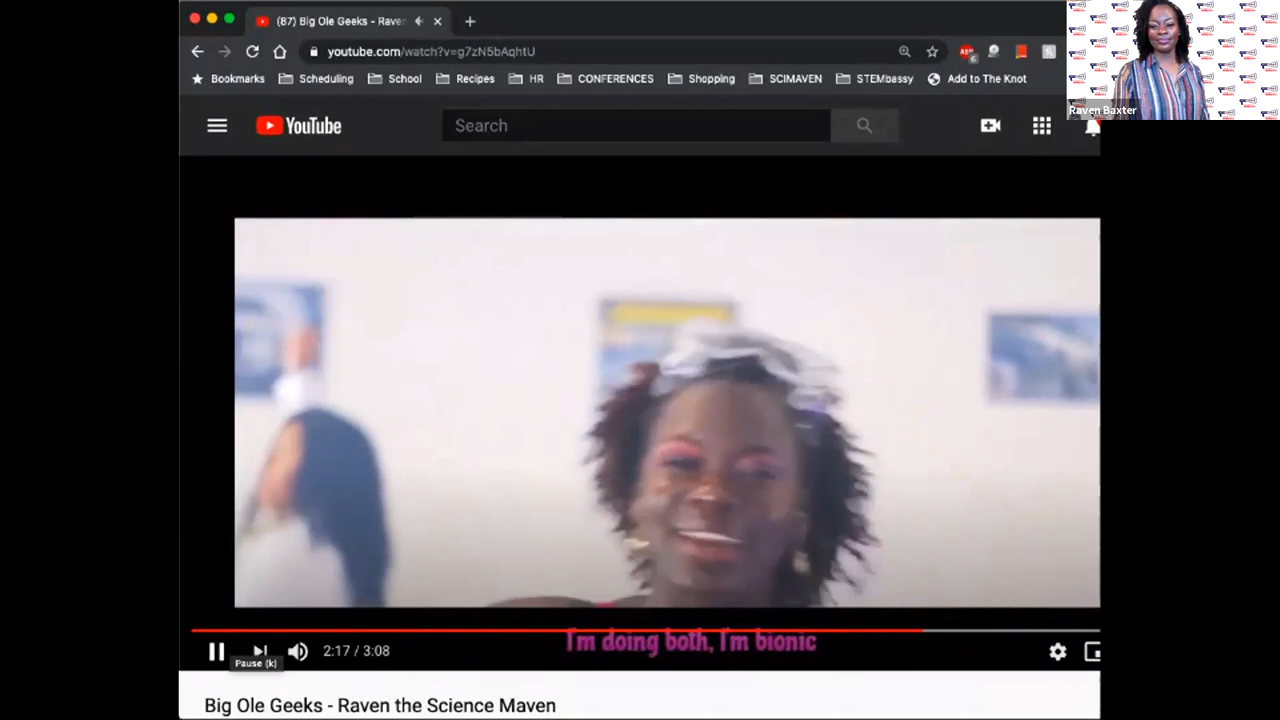 (87) Big Ole Geeks - Raven
youtube.com/watch?v=WzN5bAqhtU
Bookmarks
Scheduling
School
Recipes
Fit
CONFERENCES
Shopping
SCIMAVEN
STEMbassy
Add to The Knot
Raven Baxter
YouTube
Search
I'm doing both, I'm bionic
2:17 / 3:08
Pause (k)
Big Ole Geeks - Raven the Science Maven